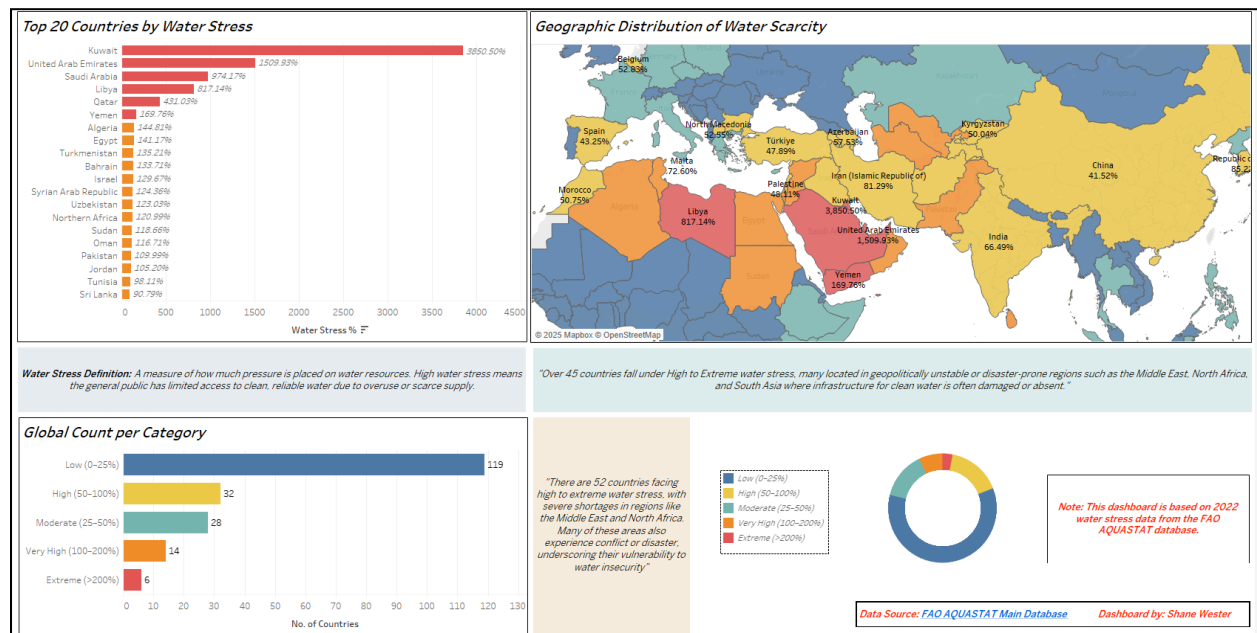 Top 20 Countries by Water Stress
Kuwait 3850.50%
United Arab Emirates 1509.93%
Saudi Arabia 974.17%
Libya 817.14%
Qatar 431.03%
Yemen 169.76%
Algeria 144.81%
Egypt 141.17%
Turkmenistan 135.21%
Bahrain 133.71%
Israel 129.67%
Syrian Arab Republic 124.36%
Uzbekistan 123.03%
Northern Africa 120.99%
Sudan 118.66%
Oman 116.71%
Pakistan 109.99%
Jordan 105.20%
Tunisia 98.11%
Sri Lanka 90.79%
0 500 1000 1500 2000 2500 3000 3500 4000 4500
Water Stress %
Geographic Distribution of Water Scarcity
Belgium
52.83%
Ukraine
France
Kazakhstan
Mongolia
Spain
43.25%
North Macedonia
52.55%
Türkiye
47.89%
Azerbaijan
57.53%
Kyrgyzstan
50.04%
Malta
72.60%
China
41.52%
Republic o
85.2
Morocco
50.75%
Palestine
48.11%
Iran (Islamic Republic of)
81.29%
Algeria
Libya
817.14%
Egypt
Kuwait
3,850.50%
Pakistan
United Arab Emirates
1,509.93%
India
66.49%
Sudan
Yemen
169.76%
© 2025 Mapbox © OpenStreetMap
Water Stress Definition: A measure of how much pressure is placed on water resources. High water stress means
the general public has limited access to clean, reliable water due to overuse or scarce supply.
"Over 45 countries fall under High to Extreme water stress, many located in geopolitically unstable or disaster-prone regions such as the Middle East, North Africa,
and South Asia where infrastructure for clean water is often damaged or absent."
Global Count per Category
Low (0–25%) 119
High (50–100%) 32
Moderate (25–50%) 28
Very High (100–200%) 14
Extreme (>200%) 6
0 10 20 30 40 50 60 70 80 90 100 110 120 130
No. of Countries
"There are 52 countries facing
high to extreme water stress, with
severe shortages in regions like
the Middle East and North Africa.
Many of these areas also
experience conflict or disaster,
underscoring their vulnerability to
water insecurity"
Low (0–25%)
High (50–100%)
Moderate (25–50%)
Very High (100–200%)
Extreme (>200%)
Note: This dashboard is based on 2022
water stress data from the FAO
AQUASTAT database.
Data Source: FAO AQUASTAT Main Database Dashboard by: Shane Wester